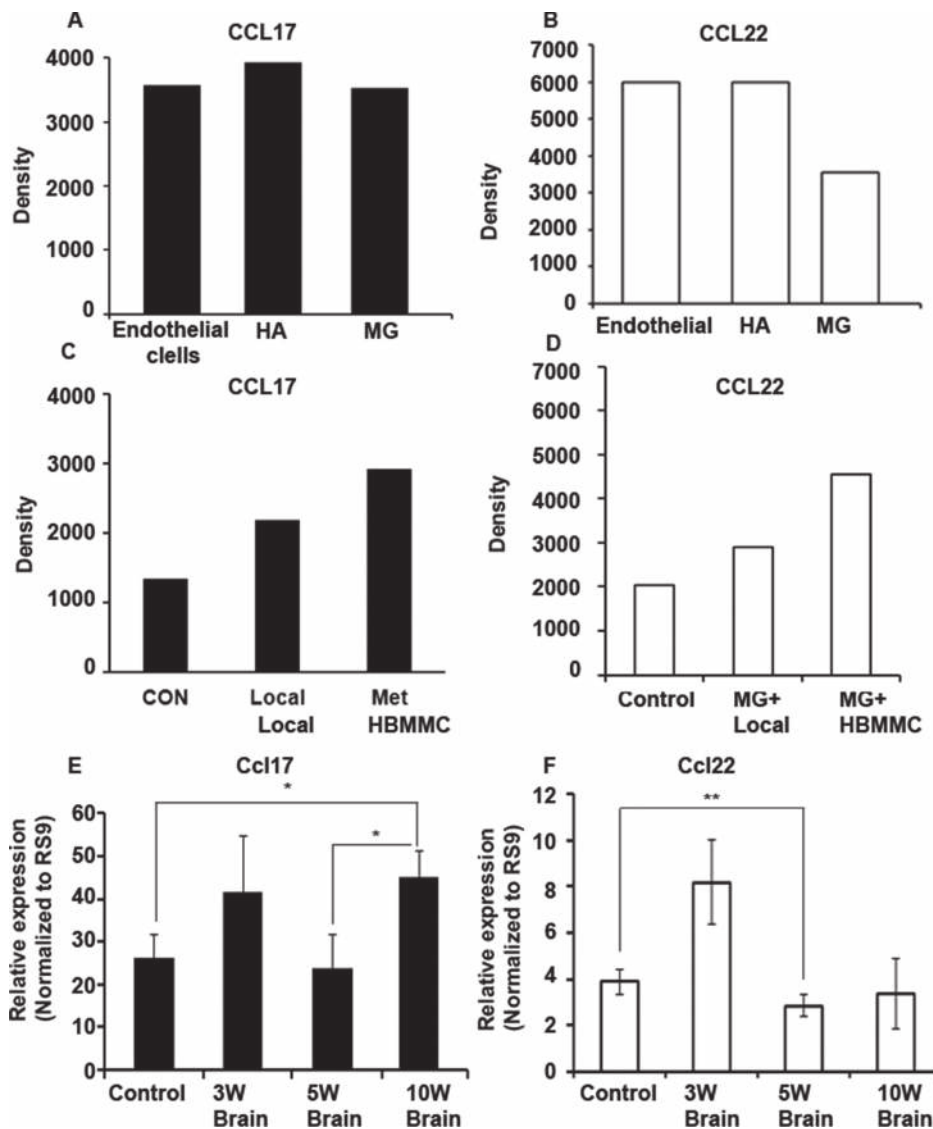 A
CCL17
4000
3000
2000
1000
0
Density
Endothelial HA MG
clells
B
CCL22
7000
6000
5000
4000
3000
2000
1000
0
Density
Endothelial HA MG
C
CCL17
4000
3000
2000
1000
0
Density
CON Local Met
Local HBMMC
D
CCL22
7000
6000
5000
4000
3000
2000
1000
0
Density
Control MG+ MG+
Local HBMMC
E
Ccl17
*
*
60
50
40
30
20
10
0
Relative expression
(Normalized to RS9)
Control 3W 5W 10W
Brain Brain Brain
F
Ccl22
**
12
10
8
6
4
2
0
Relative expression
(Normalized to RS9)
Control 3W 5W 10W
Brain Brain Brain